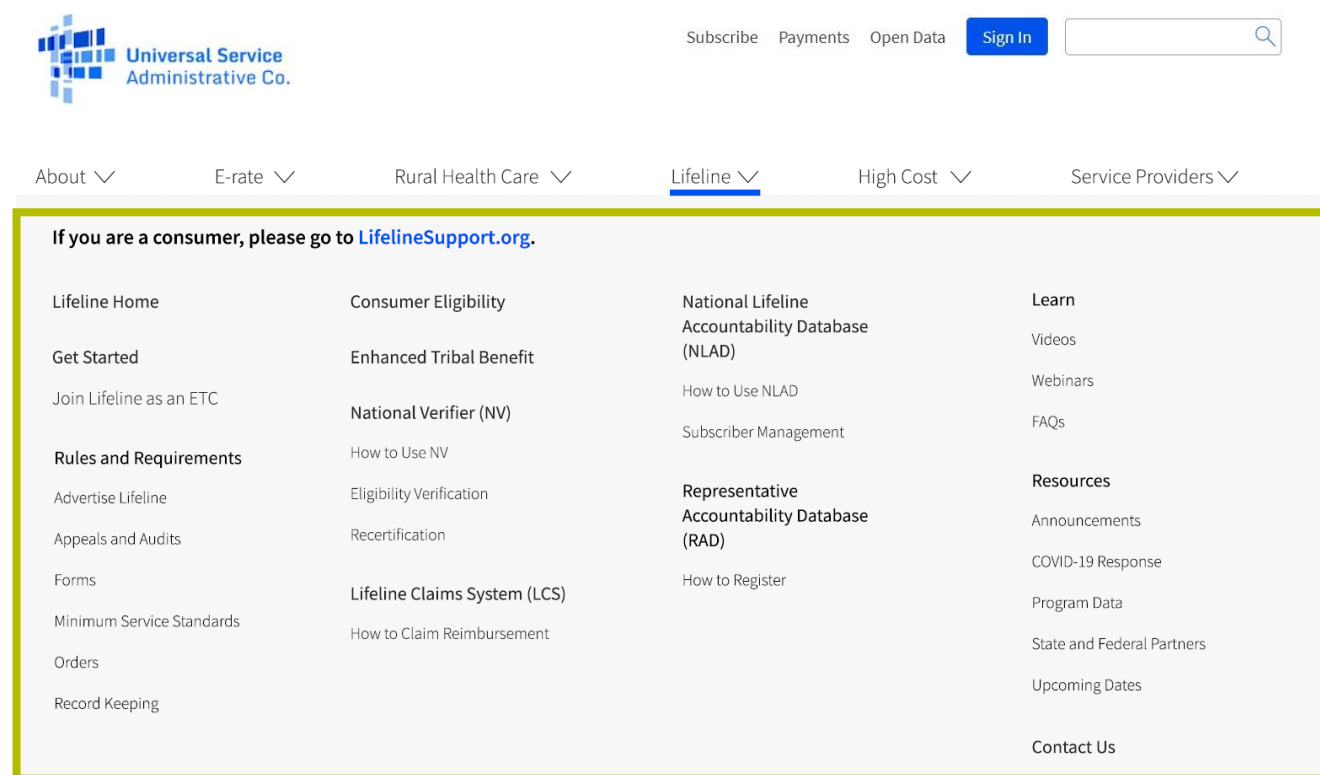 Universal Service
Administrative Co.
Subscribe Payments Open Data Sign In
About E-rate Rural Health Care Lifeline High Cost Service Providers
If you are a consumer, please go to LifelineSupport.org.
Lifeline Home
Get Started
Join Lifeline as an ETC
Rules and Requirements
Advertise Lifeline
Appeals and Audits
Forms
Minimum Service Standards
Orders
Record Keeping
Consumer Eligibility
Enhanced Tribal Benefit
National Verifier (NV)
How to Use NV
Eligibility Verification
Recertification
Lifeline Claims System (LCS)
How to Claim Reimbursement
National Lifeline
Accountability Database
(NLAD)
How to Use NLAD
Subscriber Management
Representative
Accountability Database
(RAD)
How to Register
Learn
Videos
Webinars
FAQs
Resources
Announcements
COVID-19 Response
Program Data
State and Federal Partners
Upcoming Dates
Contact Us